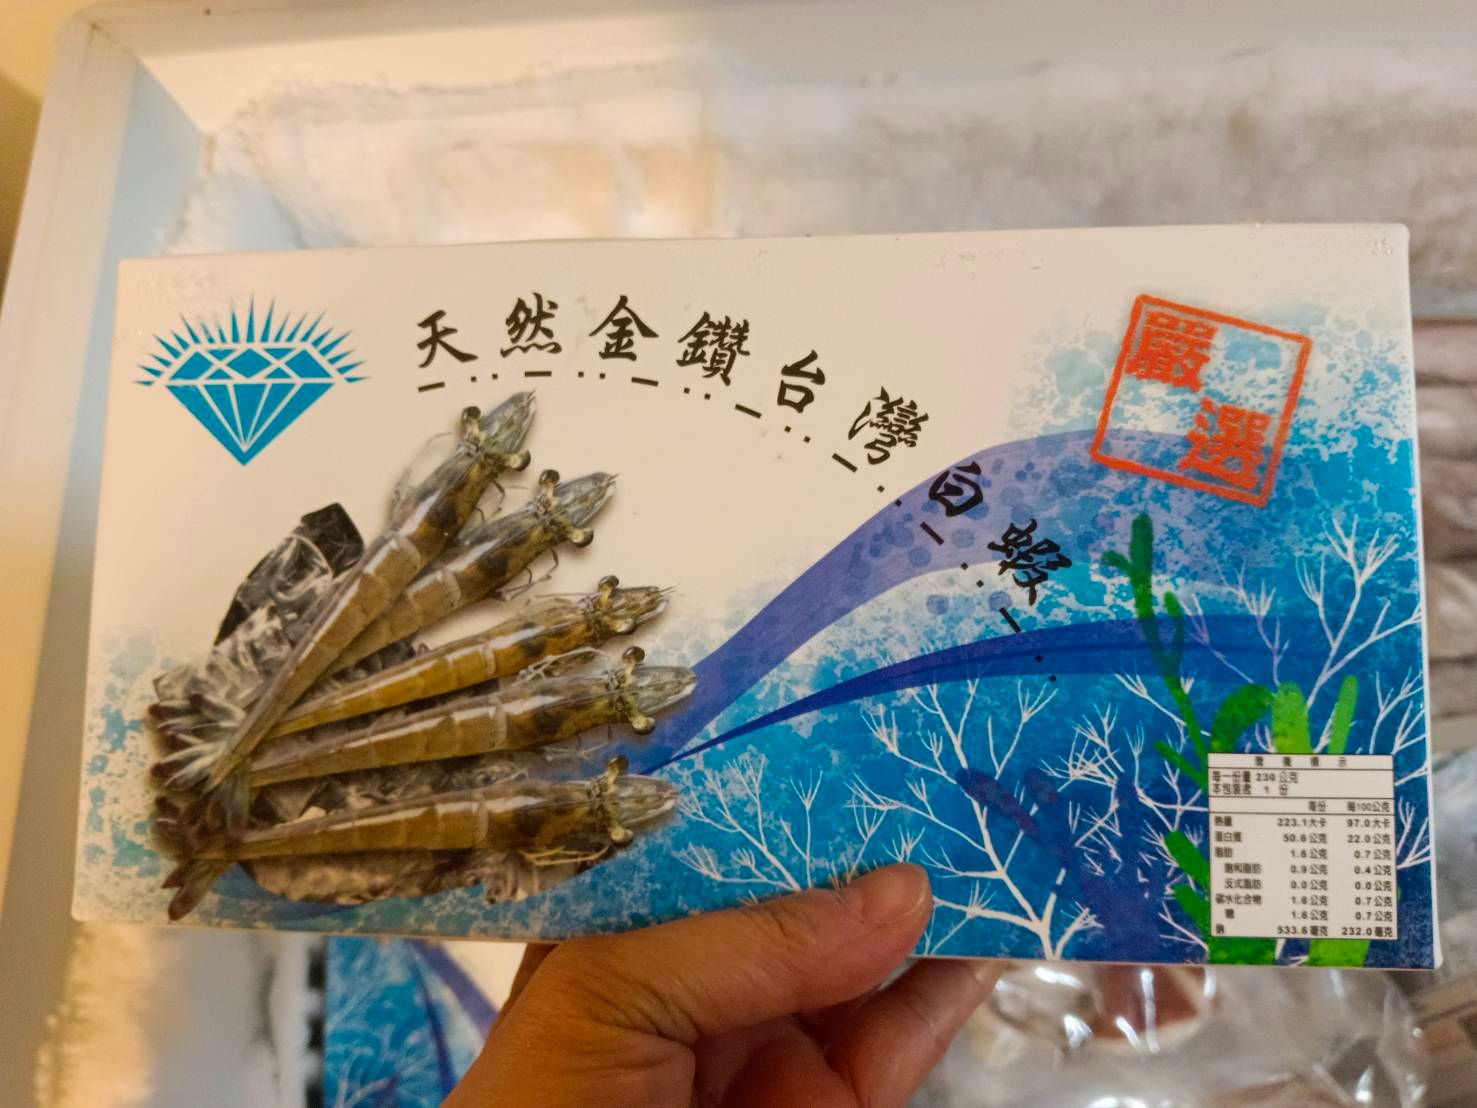 天然金鑽台灣白蝦
嚴選
營養標示
每一份量 230 公克
本包裝含 1 份
每份 每100公克
熱量 223.1大卡 97.0大卡
蛋白質 50.6公克 22.0公克
脂肪 1.6公克 0.7公克
飽和脂肪 0.9公克 0.4公克
反式脂肪 0.0公克 0.0公克
碳水化合物 1.6公克 0.7公克
糖 1.6公克 0.7公克
鈉 533.6毫克 232.0毫克